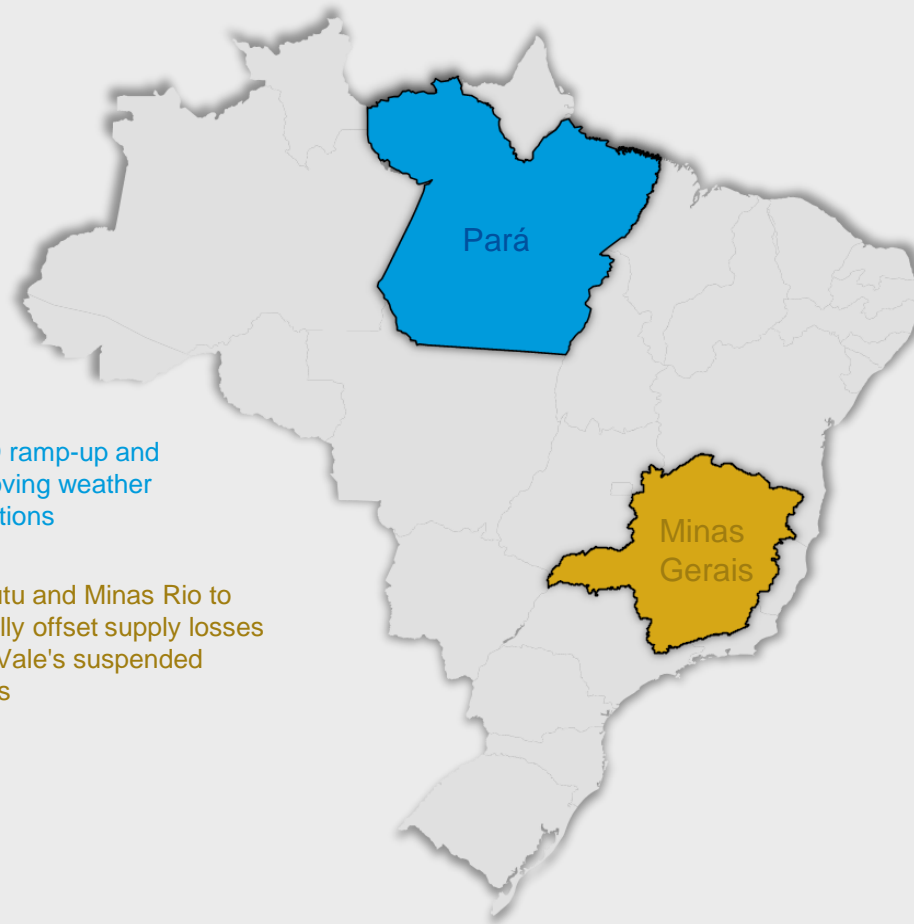 Pará
ramp-up and
oving weather
tions
Minas
Gerais
utu and Minas Rio to
lly offset supply losses
Vale's suspended
s